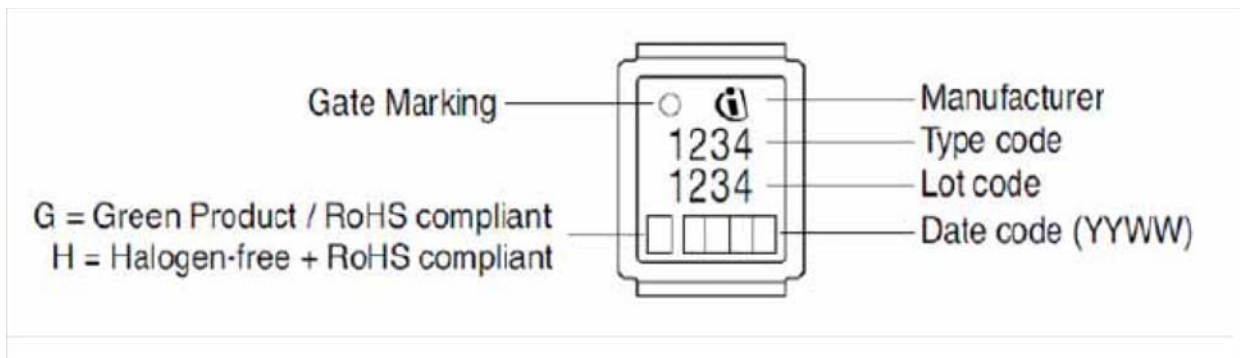 Gate Marking
Manufacturer
1234
Type code
1234
Lot code
G = Green Product / RoHS compliant
H = Halogen-free + RoHS compliant
Date code (YYWW)